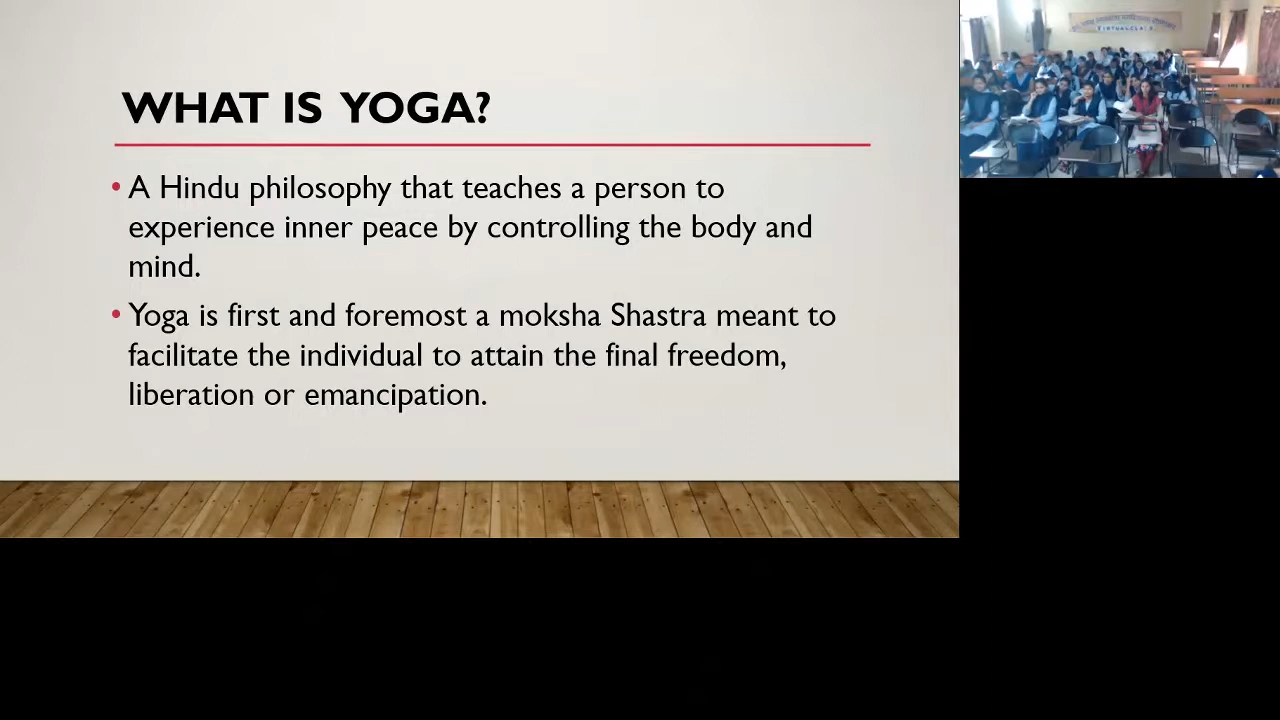 WHAT IS YOGA?
• A Hindu philosophy that teaches a person to
experience inner peace by controlling the body and
mind.
• Yoga is first and foremost a moksha Shastra meant to
facilitate the individual to attain the final freedom,
liberation or emancipation.